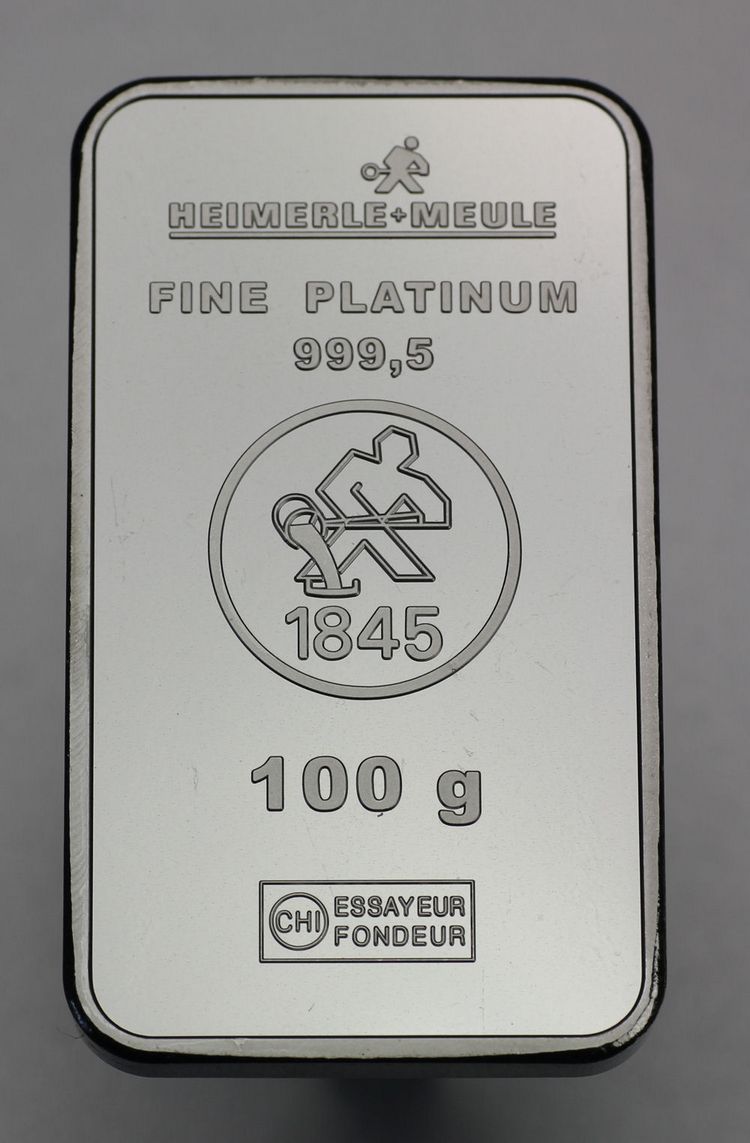 HEIMERLE+MEULE
FINE PLATINUM
999,5
1845
100 g
CHI ESSAYEUR
FONDEUR